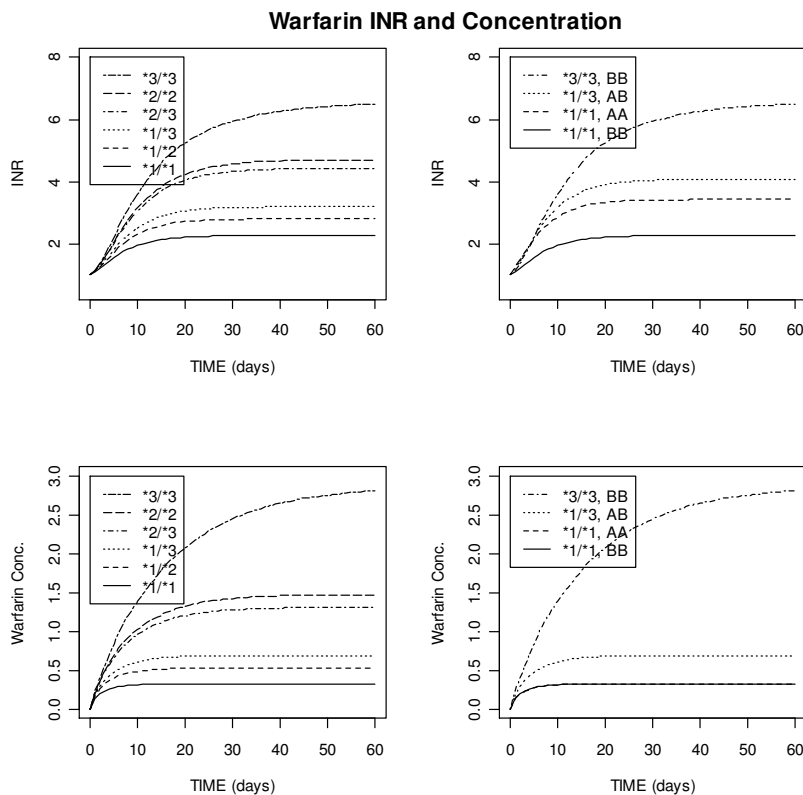 Warfarin INR and Concentration
INR
8
6
4
2
*3/*3
*2/*2
*2/*3
*1/*3
*1/*2
*1/*1
0 10 20 30 40 50 60
TIME (days)
INR
8
6
4
2
*3/*3, BB
*1/*3, AB
*1/*1, AA
*1/*1, BB
0 10 20 30 40 50 60
TIME (days)
Warfarin Conc.
3.0
2.5
2.0
1.5
1.0
0.5
0.0
*3/*3
*2/*2
*2/*3
*1/*3
*1/*2
*1/*1
0 10 20 30 40 50 60
TIME (days)
Warfarin Conc.
3.0
2.5
2.0
1.5
1.0
0.5
0.0
*3/*3, BB
*1/*3, AB
*1/*1, AA
*1/*1, BB
0 10 20 30 40 50 60
TIME (days)